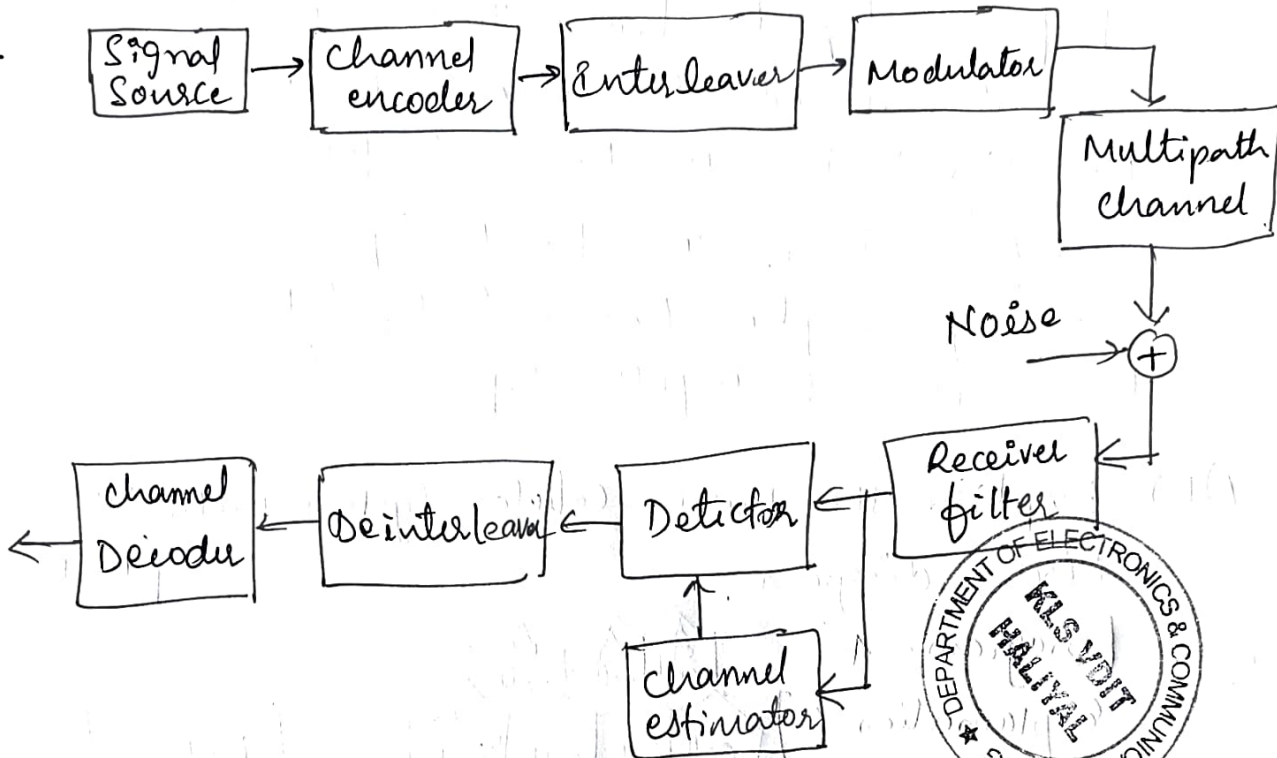 Signal
Source
Channel
encoder
Interleaver
Modulator
Multipath
Channel
Noise
+
Receiver
filter
Detector
Deinterleaver
Channel
Decoder
Channel
estimator
DEPARTMENT OF ELECTRONICS & COMMUNIC
KLS VDIT
HALIYAL